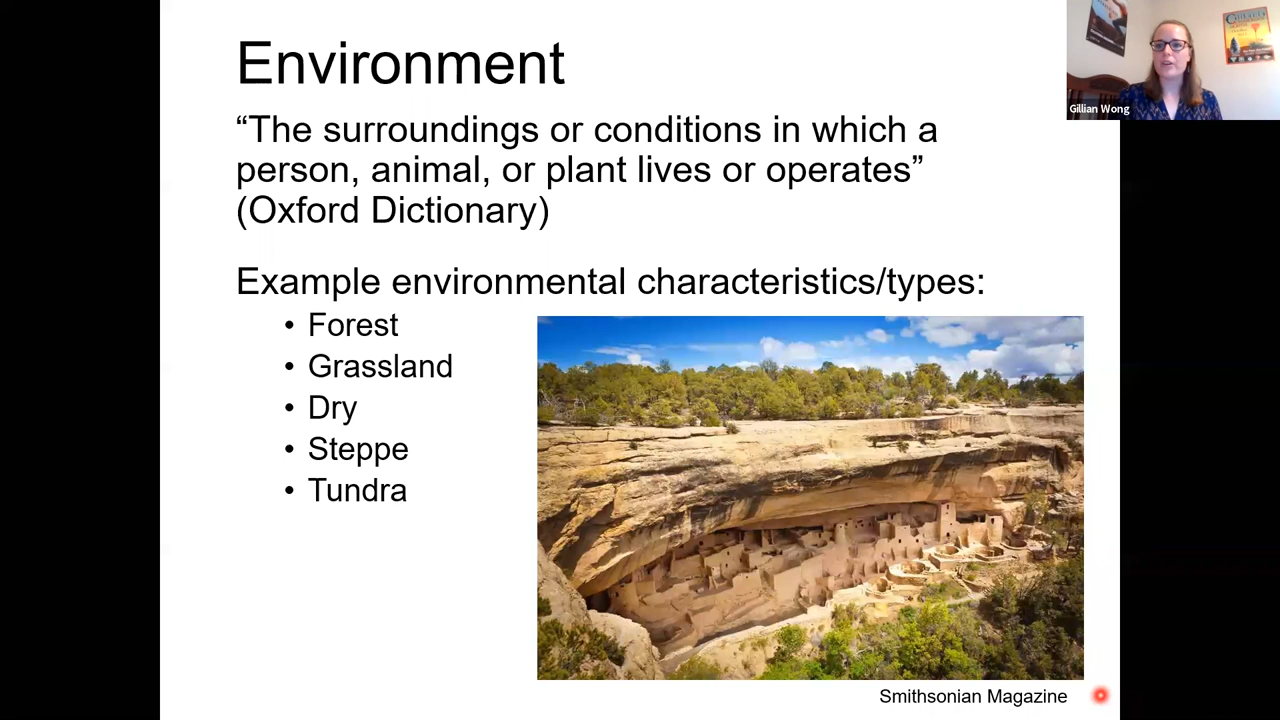 Environment
“The surroundings or conditions in which a
person, animal, or plant lives or operates”
(Oxford Dictionary)
Example environmental characteristics/types:
• Forest
• Grassland
• Dry
• Steppe
• Tundra
Smithsonian Magazine
Gillian Wong